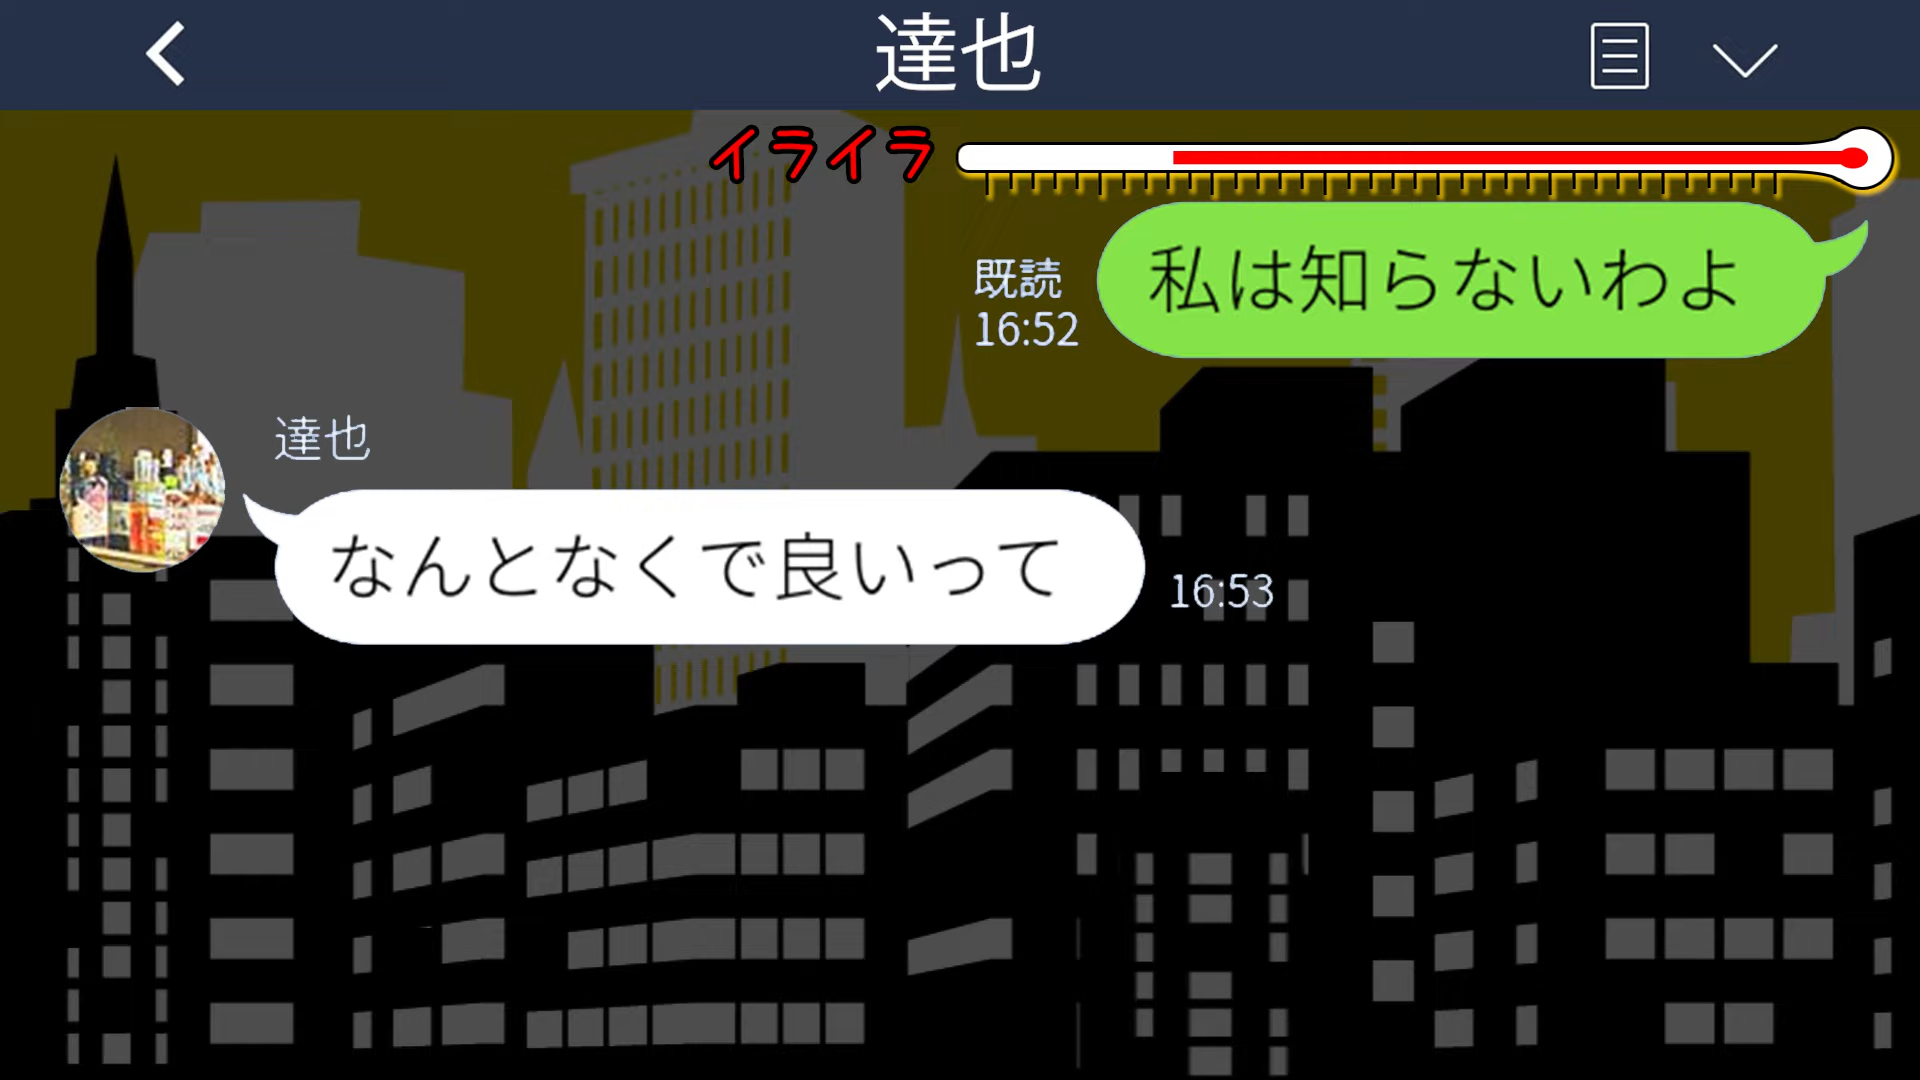 達也
イライラ
私は知らないわよ
既読
16:52
達也
なんとなくで良いって
16:53